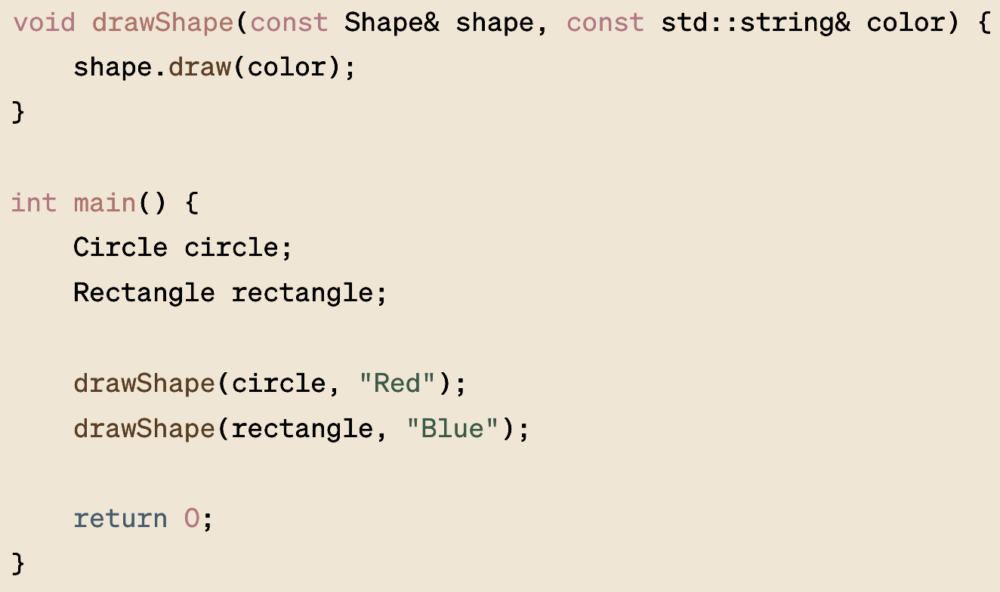 void drawShape(const Shape& shape, const std::string& color) {
    shape.draw(color);
}

int main() {
    Circle circle;
    Rectangle rectangle;

    drawShape(circle, "Red");
    drawShape(rectangle, "Blue");

    return 0;
}